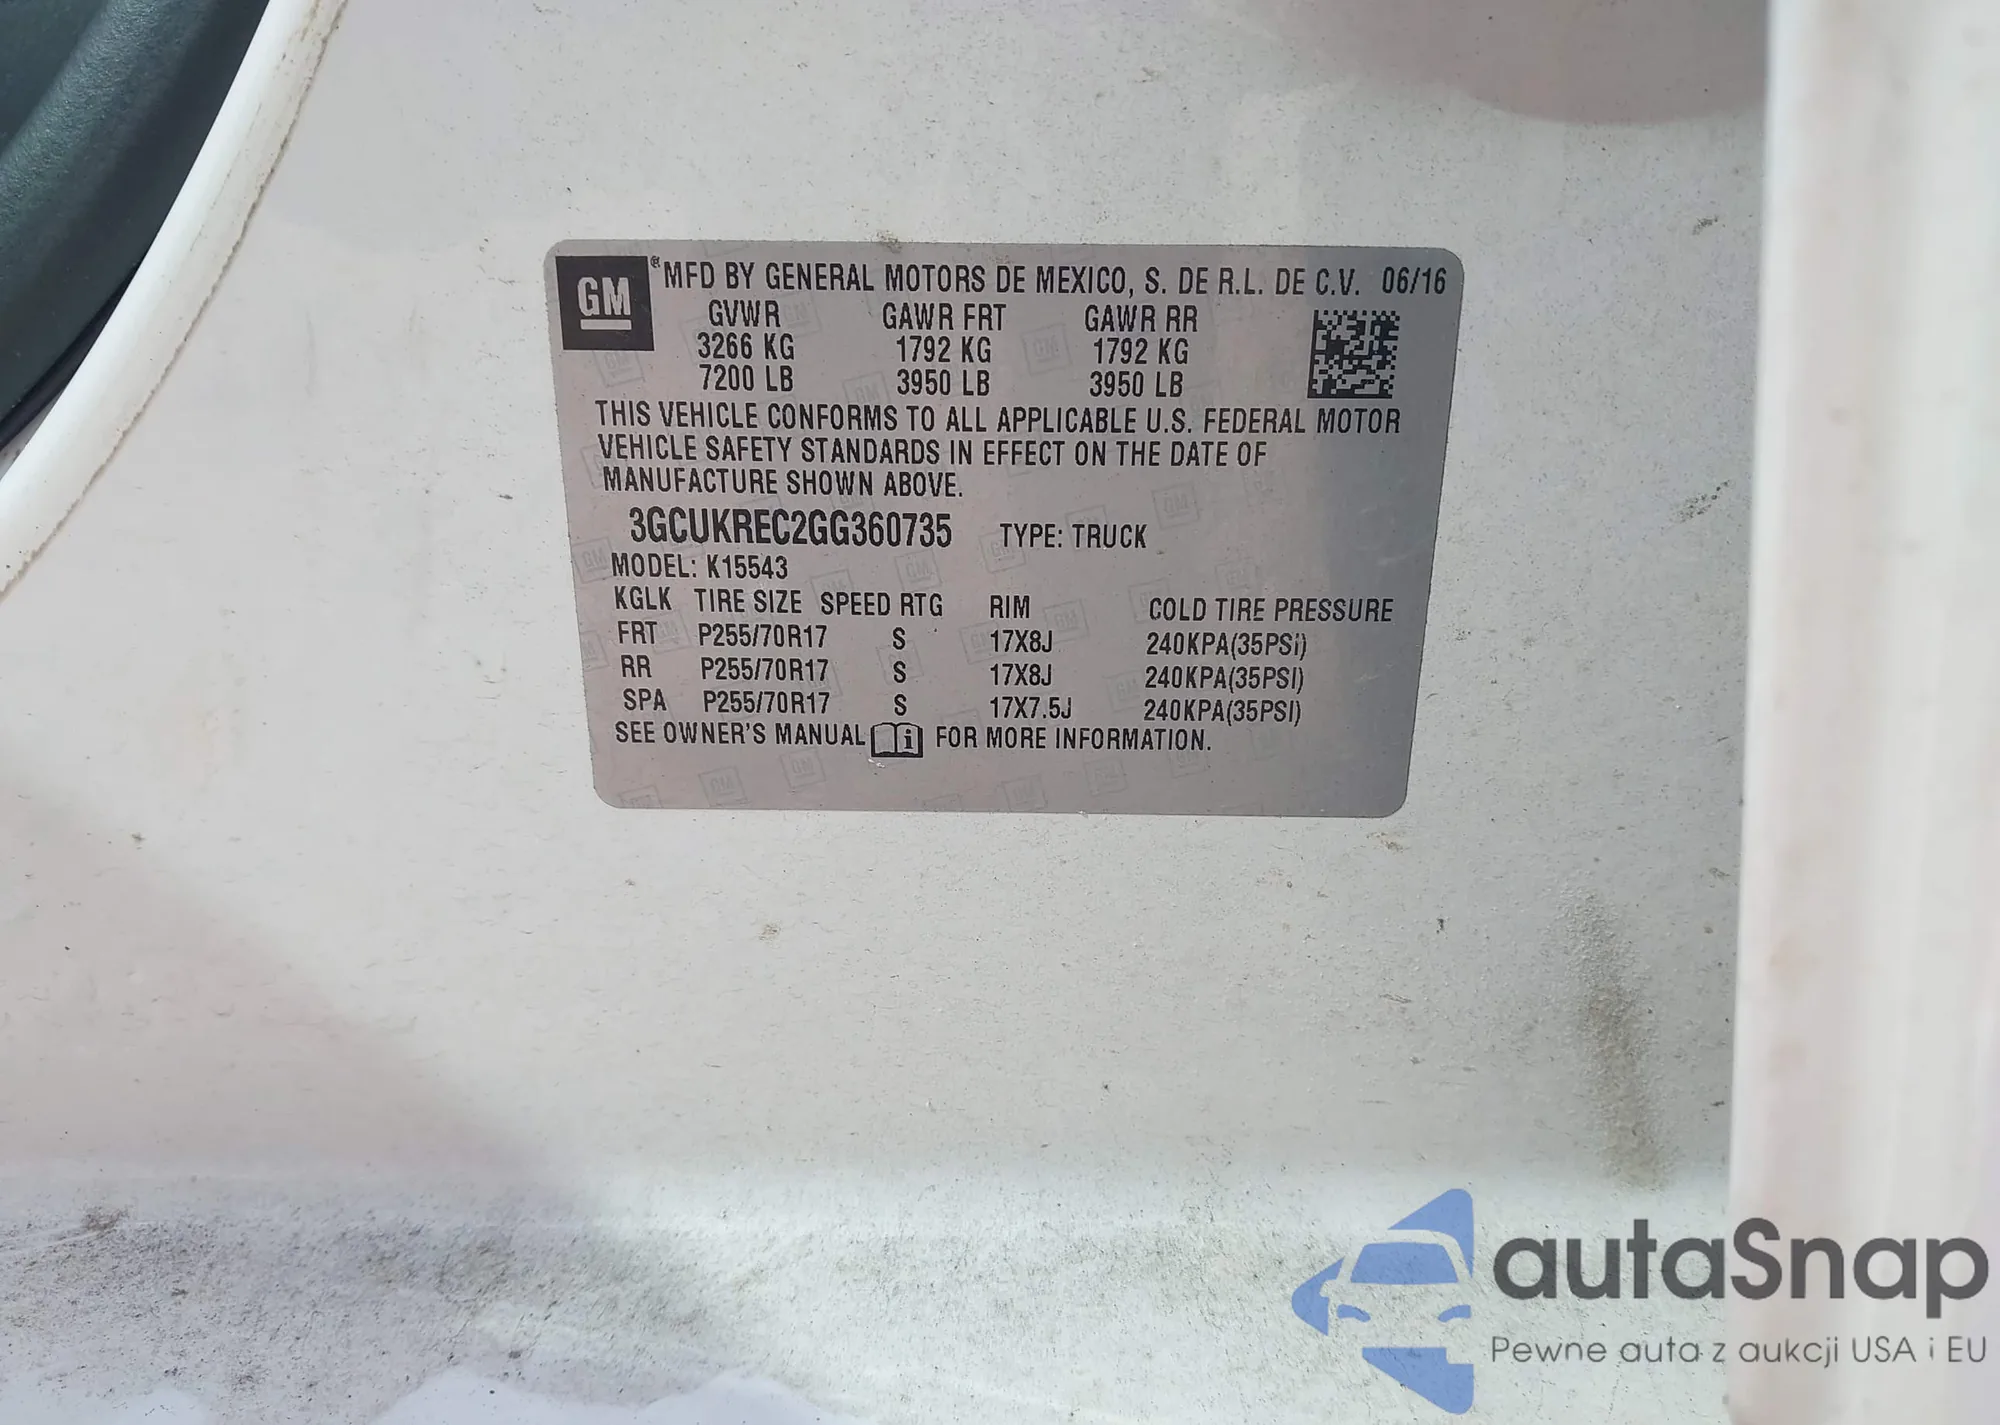 GM ® MFD BY GENERAL MOTORS DE MEXICO, S. DE R.L. DE C.V. 06/16
GVWR GAWR FRT GAWR RR
3266 KG 1792 KG 1792 KG
7200 LB 3950 LB 3950 LB
THIS VEHICLE CONFORMS TO ALL APPLICABLE U.S. FEDERAL MOTOR
VEHICLE SAFETY STANDARDS IN EFFECT ON THE DATE OF
MANUFACTURE SHOWN ABOVE.
3GCUKREC2GG360735 TYPE: TRUCK
MODEL: K15543
KGLK TIRE SIZE SPEED RTG RIM COLD TIRE PRESSURE
FRT P255/70R17 S 17X8J 240KPA(35PSI)
RR P255/70R17 S 17X8J 240KPA(35PSI)
SPA P255/70R17 S 17X7.5J 240KPA(35PSI)
SEE OWNER'S MANUAL i FOR MORE INFORMATION.
autaSnap
Pewne auta z aukcji USA i EU